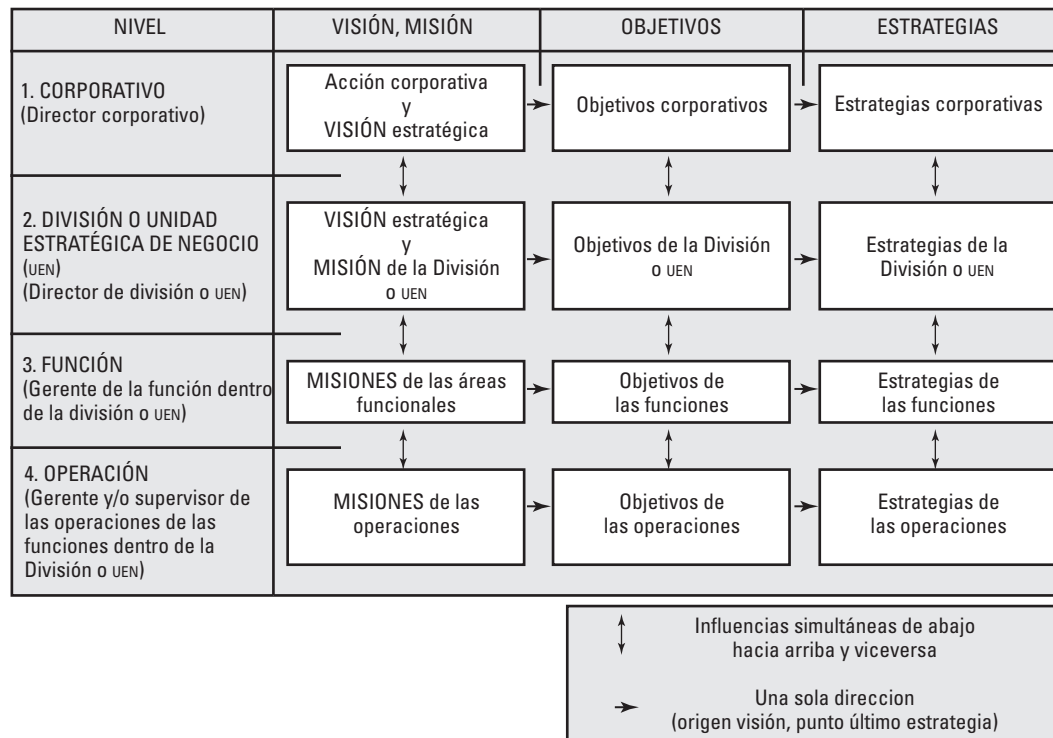 NIVEL
VISIÓN, MISIÓN
OBJETIVOS
ESTRATEGIAS
1. CORPORATIVO
(Director corporativo)
Acción corporativa
y
VISIÓN estratégica
Objetivos corporativos
Estrategias corporativas
2. DIVISIÓN O UNIDAD
ESTRATÉGICA DE NEGOCIO
(UEN)
(Director de división o UEN)
VISIÓN estratégica
y
MISIÓN de la División
o UEN
Objetivos de la División
o UEN
Estrategias de la
División o UEN
3. FUNCIÓN
(Gerente de la función dentro
de la división o UEN)
MISIONES de las áreas
funcionales
Objetivos de
las funciones
Estrategias de
las funciones
4. OPERACIÓN
(Gerente y/o supervisor de
las operaciones de las
funciones dentro de la
División o UEN)
MISIONES de las
operaciones
Objetivos de
las operaciones
Estrategias de
las operaciones
Influencias simultáneas de abajo
hacia arriba y viceversa
Una sola direccion
(origen visión, punto último estrategia)